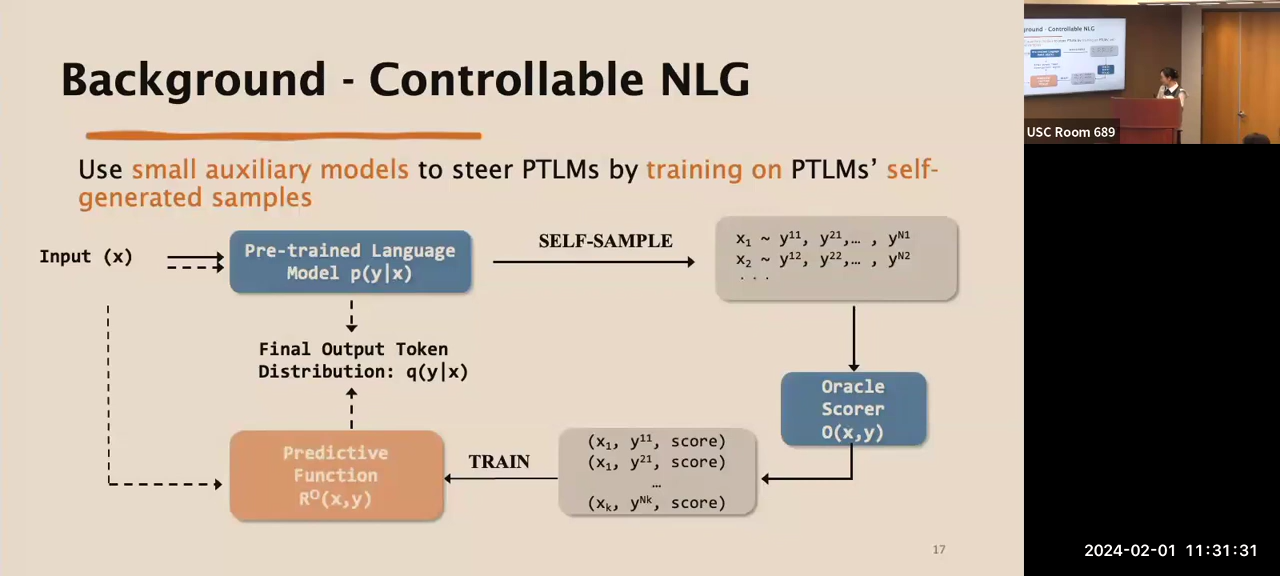 Background - Controllable NLG
Use small auxiliary models to steer PTLMs by training on PTLMs' self-
generated samples
Input (x)
Pre-trained Language
Model p(y|x)
SELF-SAMPLE
x₁ ~ y¹¹, y²¹,… , yᴺ¹
x₂ ~ y¹², y²²,… , yᴺ²
. . .
Final Output Token
Distribution: q(y|x)
Oracle
Scorer
O(x,y)
Predictive
Function
Rᴼ(x,y)
TRAIN
(x₁, y¹¹, score)
(x₁, y²¹, score)
…
(xₖ, yᴺᵏ, score)
17
ground - Controllable NLG
USC Room 689
2024-02-01 11:31:31